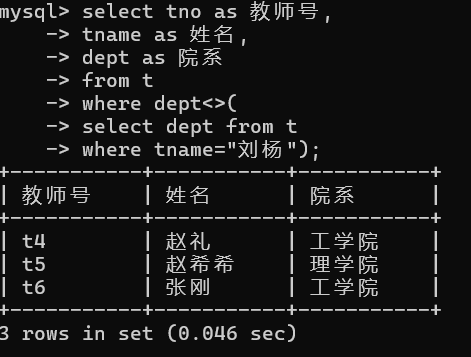 mysql> select tno as 教师号,
    -> tname as 姓名,
    -> dept as 院系
    -> from t
    -> where dept<>(
    -> select dept from t
    -> where tname="刘杨");
+-----------+-----------+-----------+
| 教师号    | 姓名      | 院系      |
+-----------+-----------+-----------+
| t4        | 赵礼      | 工学院    |
| t5        | 赵希希    | 理学院    |
| t6        | 张刚      | 工学院    |
+-----------+-----------+-----------+
3 rows in set (0.046 sec)